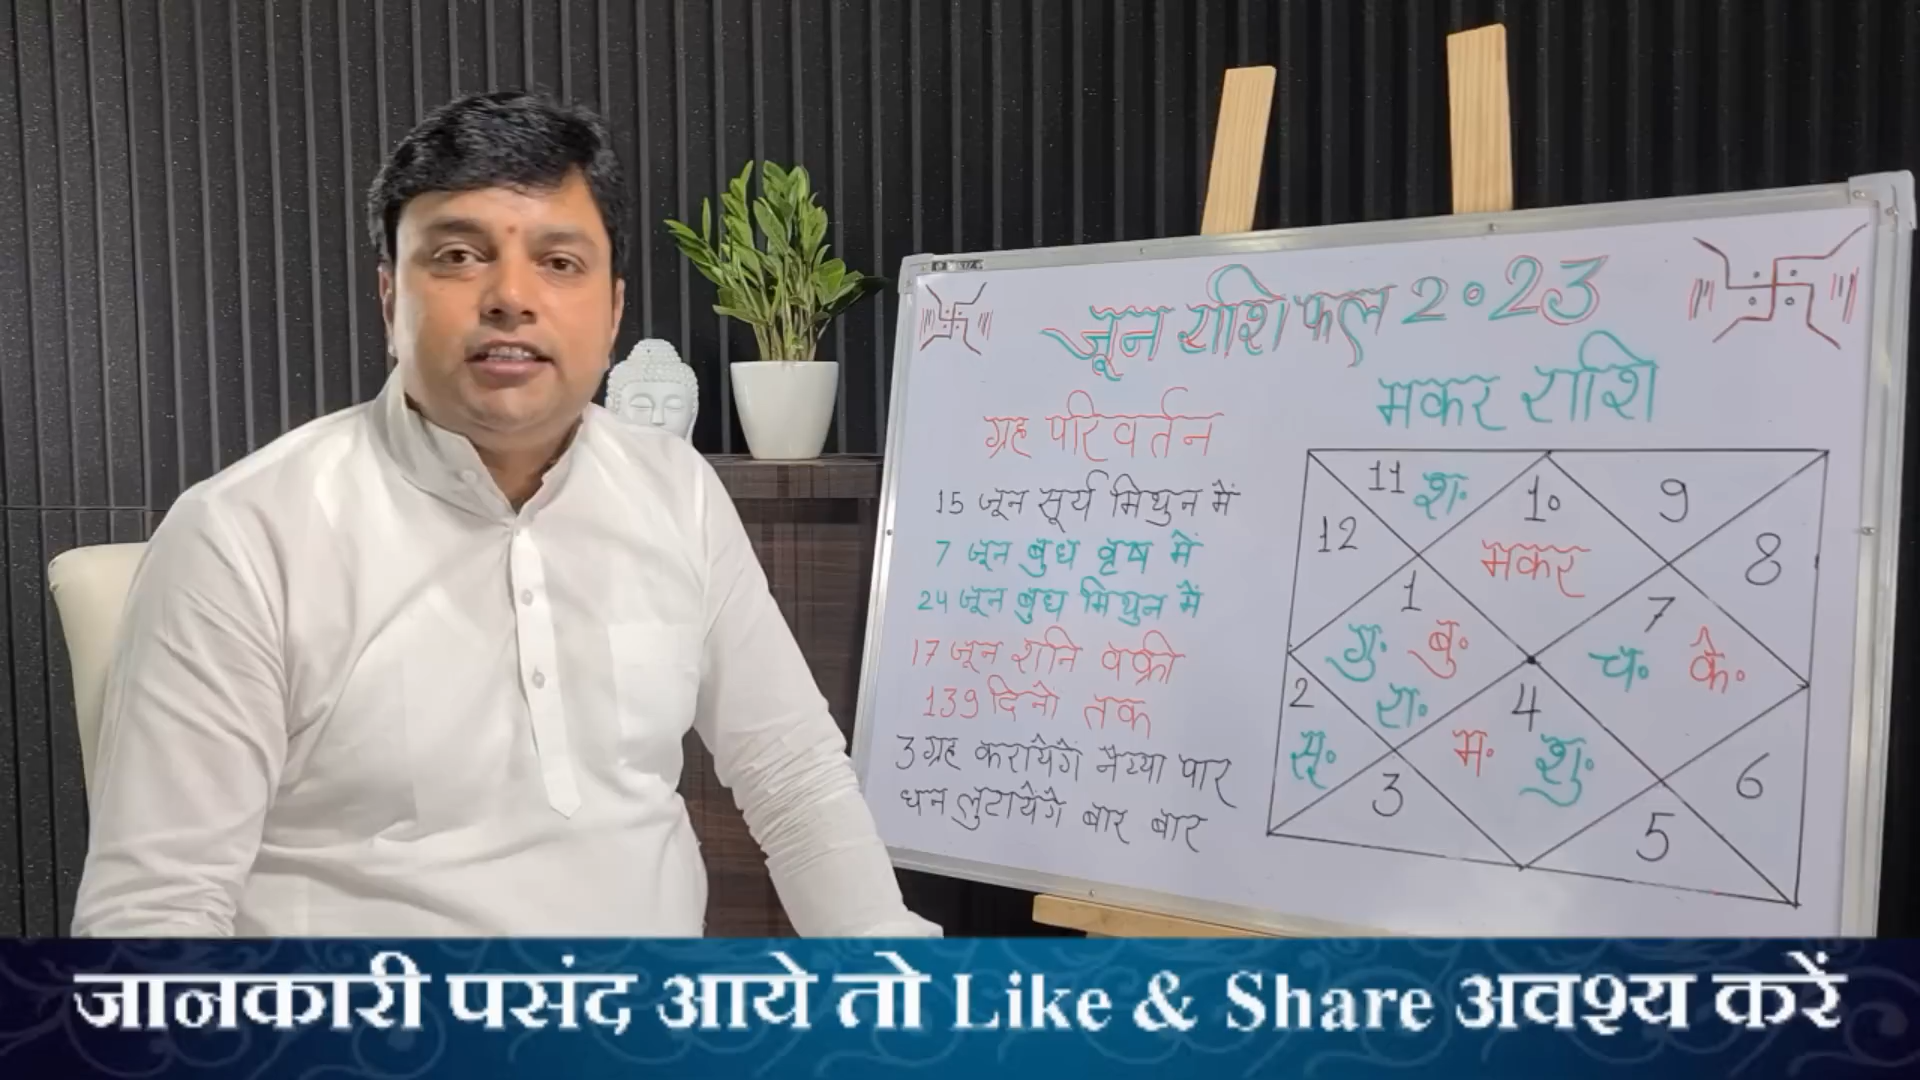 जून राशिफल 2०23
मकर राशि
ग्रह परिवर्तन
15 जून सूर्य मिथुन में
7 जून बुध वृष में
24 जून बुध मिथुन में
17 जून शनि वक्री
139 दिनो तक
3 ग्रह करायेगें नैय्या पार
धन लुटायेगें बार बार
11 श॰
10
9
12
मकर
8
1
7
गु॰ बु॰
रा॰
च॰ के॰
2
4
सू॰
म॰ शु॰
3
6
5
जानकारी पसंद आये तो Like & Share अवश्य करें